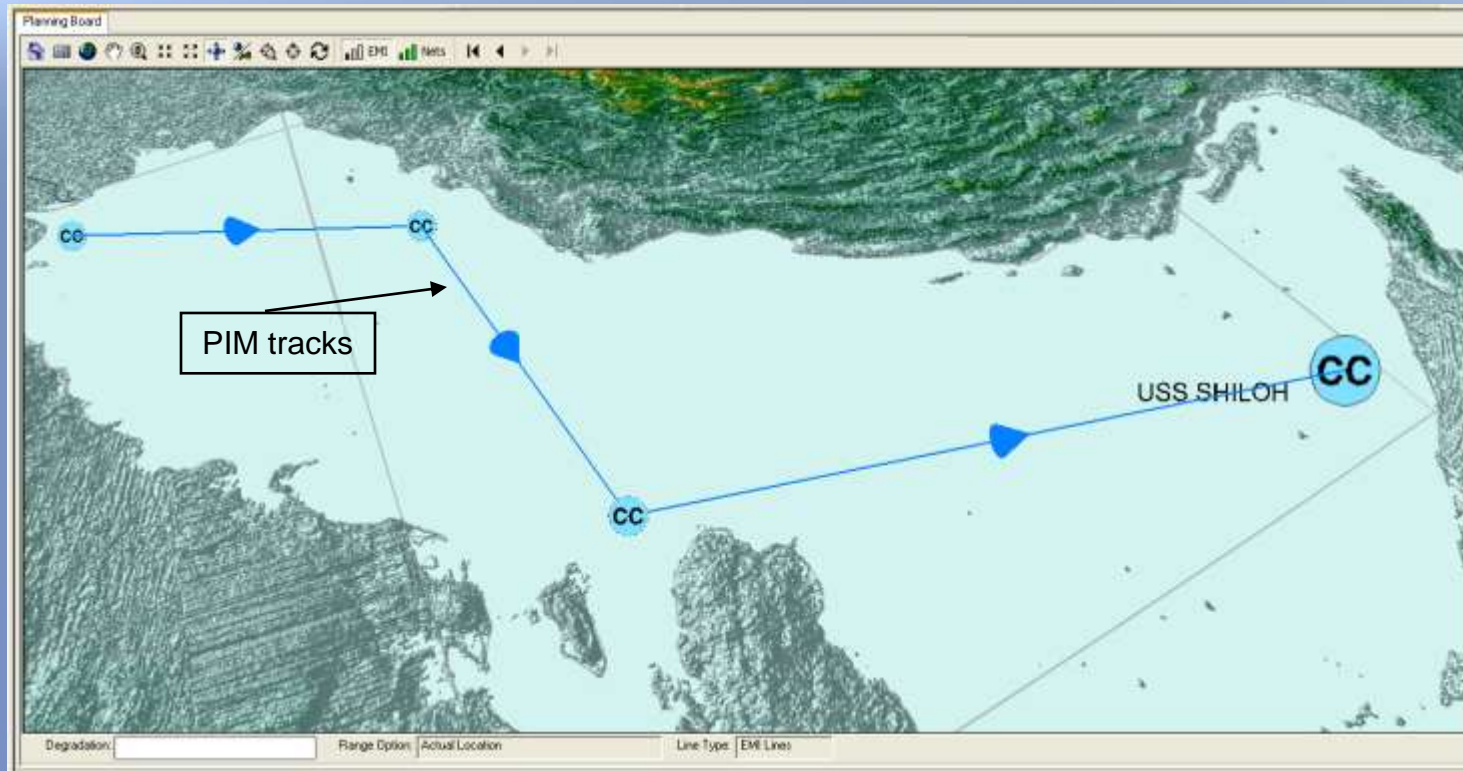 Planning Board
EMI Nets
CC
CC
PIM tracks
CC
USS SHILOH
CC
Degradation:
Range Option: Actual Location
Line Type: EMI Lines